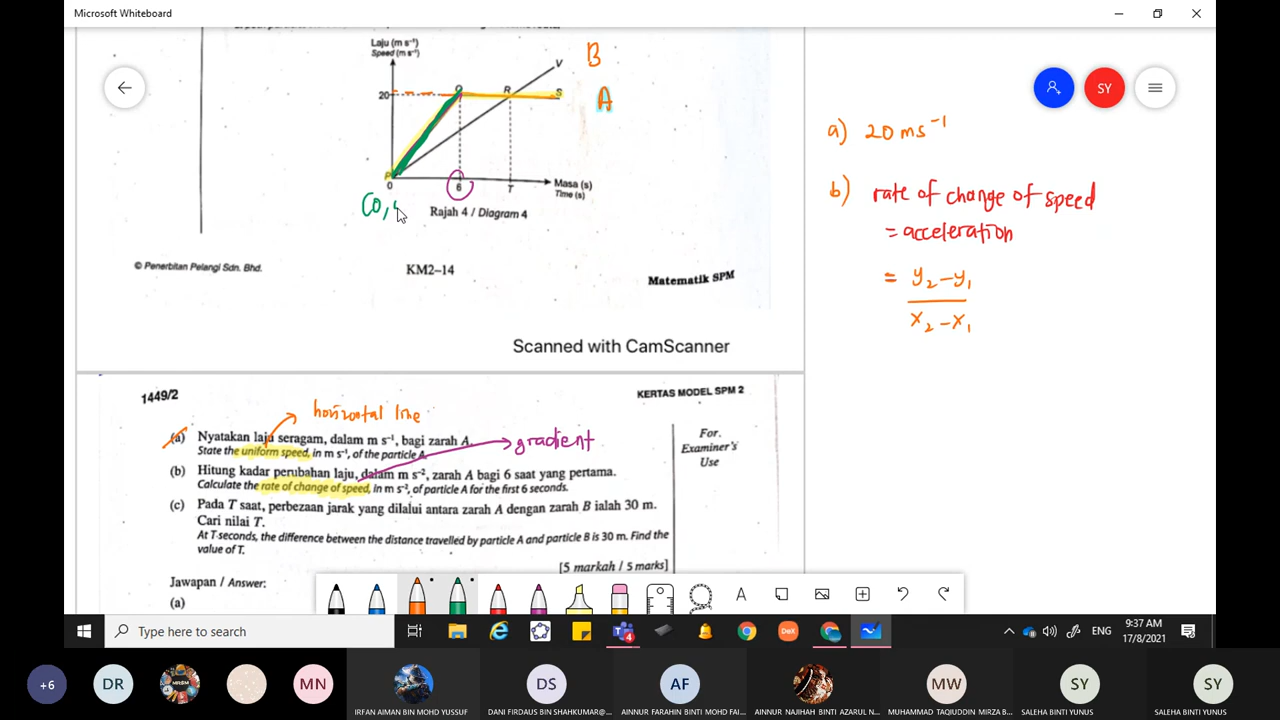 Microsoft Whiteboard
Laju (m s⁻¹)
Speed (m s⁻¹)
V
B
20
Q
R
S
A
P
0
6
T
Masa (s)
Time (s)
(0,
Rajah 4 / Diagram 4
© Penerbitan Pelangi Sdn. Bhd.
KM2–14
Matematik SPM
Scanned with CamScanner
SY
a) 20 ms⁻¹
b) rate of change of speed
= acceleration
= y₂ – y₁
x₂ – x₁
1449/2
KERTAS MODEL SPM 2
horizontal line
(a) Nyatakan laju seragam, dalam m s⁻¹, bagi zarah A.
State the uniform speed, in m s⁻¹, of the particle A.
gradient
(b) Hitung kadar perubahan laju, dalam m s⁻², zarah A bagi 6 saat yang pertama.
Calculate the rate of change of speed, in m s⁻², of particle A for the first 6 seconds.
(c) Pada T saat, perbezaan jarak yang dilalui antara zarah A dengan zarah B ialah 30 m.
Cari nilai T.
At T seconds, the difference between the distance travelled by particle A and particle B is 30 m. Find the
value of T.
[5 markah / 5 marks]
Jawapan / Answer:
(a)
For
Examiner's
Use
A
Type here to search
DeX
ENG
9:37 AM
17/8/2021
+6
DR
MN
IRFAN AIMAN BIN MOHD YUSSUF
DS
DANI FIRDAUS BIN SHAHKUMAR@...
AF
AINNUR FARAHIN BINTI MOHD FAI...
AINNUR NAJIHAH BINTI AZARUL N...
MW
MUHAMMAD TAQIUDDIN MIRZA B...
SY
SALEHA BINTI YUNUS
SY
SALEHA BINTI YUNUS